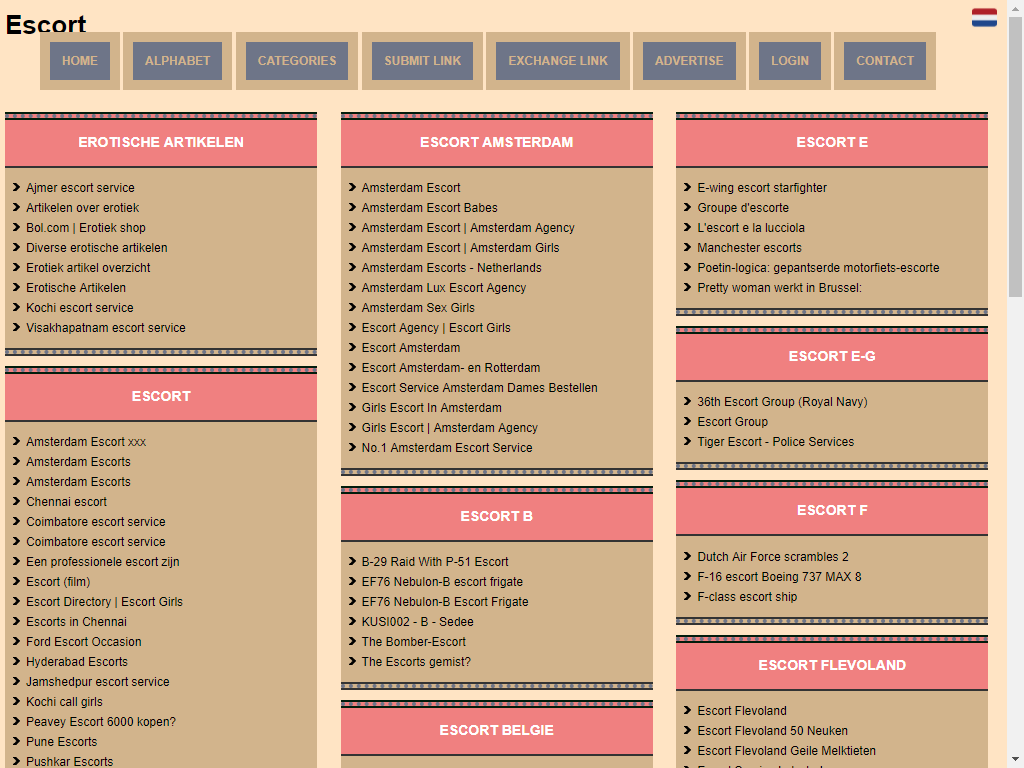 Escort
HOME
ALPHABET
CATEGORIES
SUBMIT LINK
EXCHANGE LINK
ADVERTISE
LOGIN
CONTACT
EROTISCHE ARTIKELEN
Ajmer escort service
Artikelen over erotiek
Bol.com | Erotiek shop
Diverse erotische artikelen
Erotiek artikel overzicht
Erotische Artikelen
Kochi escort service
Visakhapatnam escort service
ESCORT
Amsterdam Escort xxx
Amsterdam Escorts
Amsterdam Escorts
Chennai escort
Coimbatore escort service
Coimbatore escort service
Een professionele escort zijn
Escort (film)
Escort Directory | Escort Girls
Escorts in Chennai
Ford Escort Occasion
Hyderabad Escorts
Jamshedpur escort service
Kochi call girls
Peavey Escort 6000 kopen?
Pune Escorts
Pushkar Escorts
ESCORT AMSTERDAM
Amsterdam Escort
Amsterdam Escort Babes
Amsterdam Escort | Amsterdam Agency
Amsterdam Escort | Amsterdam Girls
Amsterdam Escorts - Netherlands
Amsterdam Lux Escort Agency
Amsterdam Sex Girls
Escort Agency | Escort Girls
Escort Amsterdam
Escort Amsterdam- en Rotterdam
Escort Service Amsterdam Dames Bestellen
Girls Escort In Amsterdam
Girls Escort | Amsterdam Agency
No.1 Amsterdam Escort Service
ESCORT B
B-29 Raid With P-51 Escort
EF76 Nebulon-B escort frigate
EF76 Nebulon-B Escort Frigate
KUSI002 - B - Sedee
The Bomber-Escort
The Escorts gemist?
ESCORT BELGIE
ESCORT E
E-wing escort starfighter
Groupe d'escorte
L'escort e la lucciola
Manchester escorts
Poetin-logica: gepantserde motorfiets-escorte
Pretty woman werkt in Brussel:
ESCORT E-G
36th Escort Group (Royal Navy)
Escort Group
Tiger Escort - Police Services
ESCORT F
Dutch Air Force scrambles 2
F-16 escort Boeing 737 MAX 8
F-class escort ship
ESCORT FLEVOLAND
Escort Flevoland
Escort Flevoland 50 Neuken
Escort Flevoland Geile Melktieten